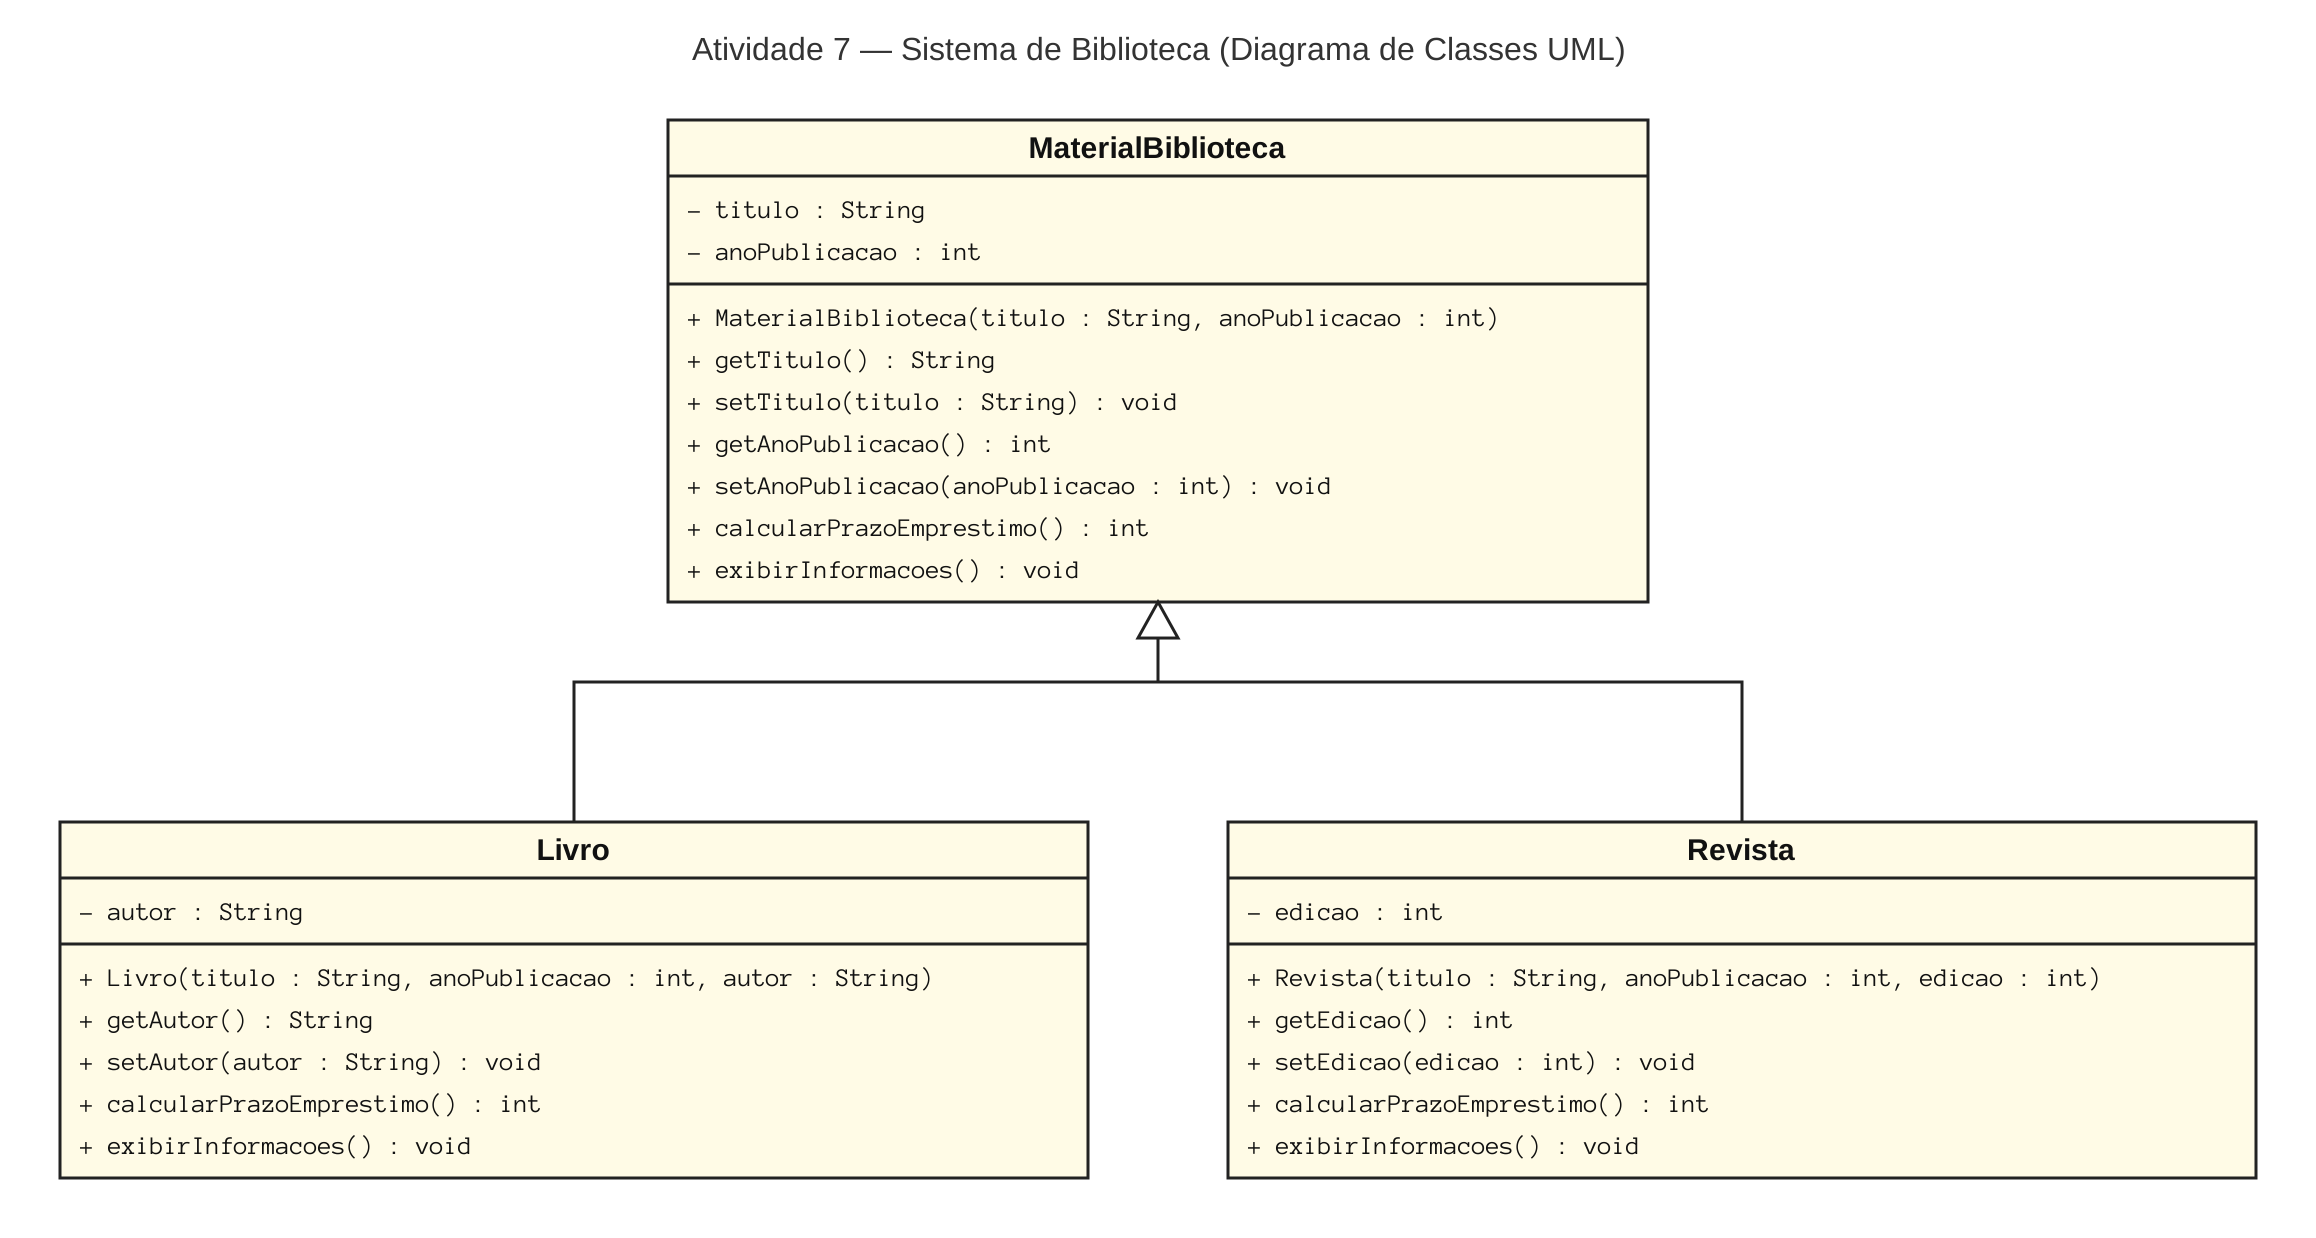 Atividade 7 — Sistema de Biblioteca (Diagrama de Classes UML)
MaterialBiblioteca
– titulo : String
– anoPublicacao : int
+ MaterialBiblioteca(titulo : String, anoPublicacao : int)
+ getTitulo() : String
+ setTitulo(titulo : String) : void
+ getAnoPublicacao() : int
+ setAnoPublicacao(anoPublicacao : int) : void
+ calcularPrazoEmprestimo() : int
+ exibirInformacoes() : void
Livro
– autor : String
+ Livro(titulo : String, anoPublicacao : int, autor : String)
+ getAutor() : String
+ setAutor(autor : String) : void
+ calcularPrazoEmprestimo() : int
+ exibirInformacoes() : void
Revista
– edicao : int
+ Revista(titulo : String, anoPublicacao : int, edicao : int)
+ getEdicao() : int
+ setEdicao(edicao : int) : void
+ calcularPrazoEmprestimo() : int
+ exibirInformacoes() : void